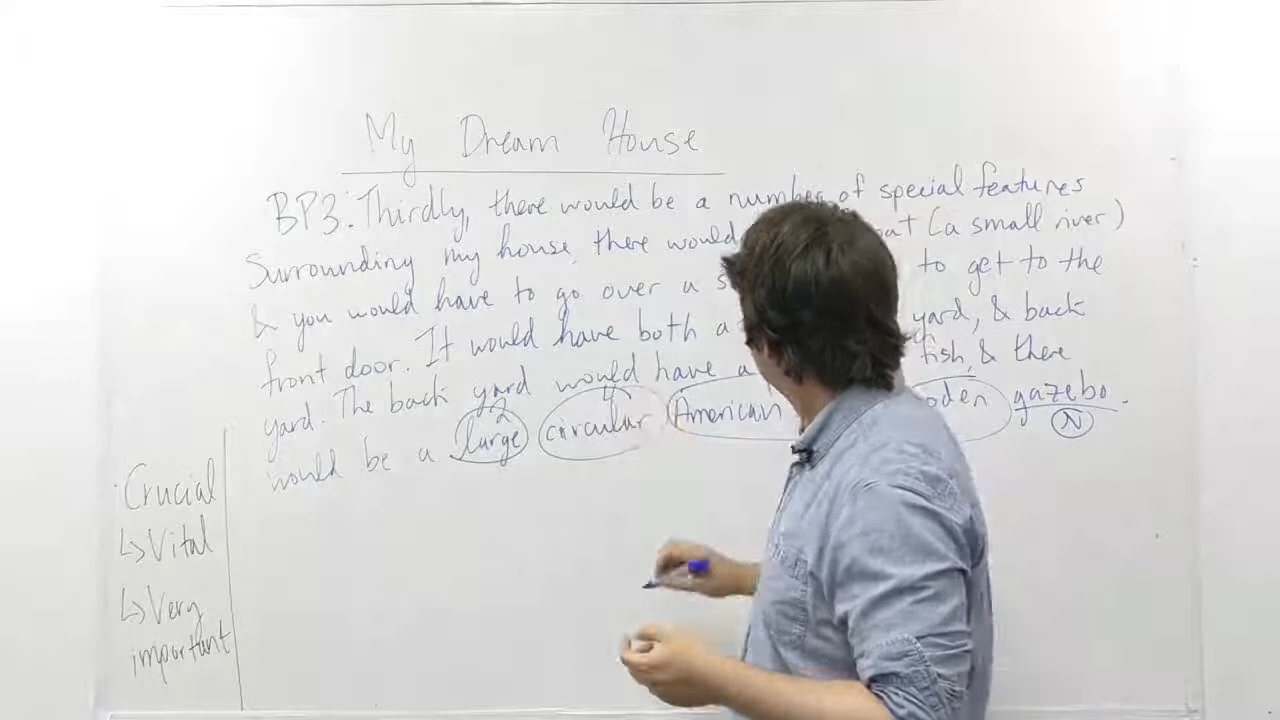 My Dream House
BP3: Thirdly, there would be a number of special features
Surrounding my house, there would (a small river)
& you would have to go over a to get to the
front door. It would have both a yard, & back
yard. The back yard would have a fish, & there
would be a large circular American gazebo.
N
Crucial
↳ Vital
↳ Very
important